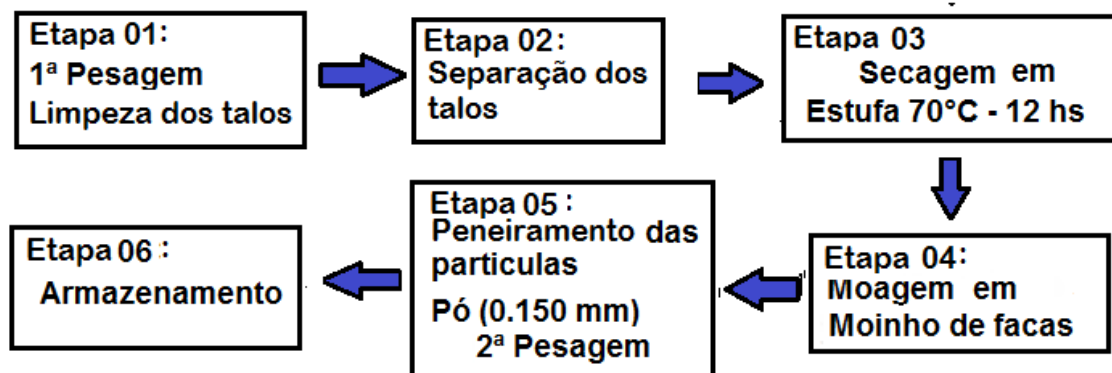 Etapa 01:
1ª Pesagem
Limpeza dos talos
Etapa 02:
Separação dos
talos
Etapa 03
Secagem em
Estufa 70°C - 12 hs
Etapa 04:
Moagem em
Moinho de facas
Etapa 05 :
Peneiramento das
particulas
Pó (0.150 mm)
2ª Pesagem
Etapa 06 :
Armazenamento